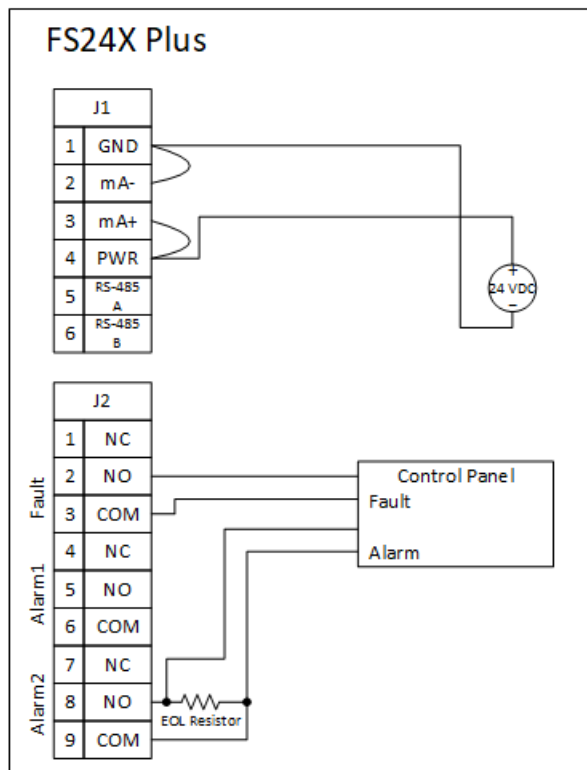 FS24X Plus
J1
1 GND
2 mA-
3 mA+
4 PWR
5 RS-485 A
6 RS-485 B
+
24 VDC
−
J2
1 NC
2 NO
3 COM
4 NC
5 NO
6 COM
7 NC
8 NO
9 COM
Fault
Alarm1
Alarm2
Control Panel
Fault
Alarm
EOL Resistor